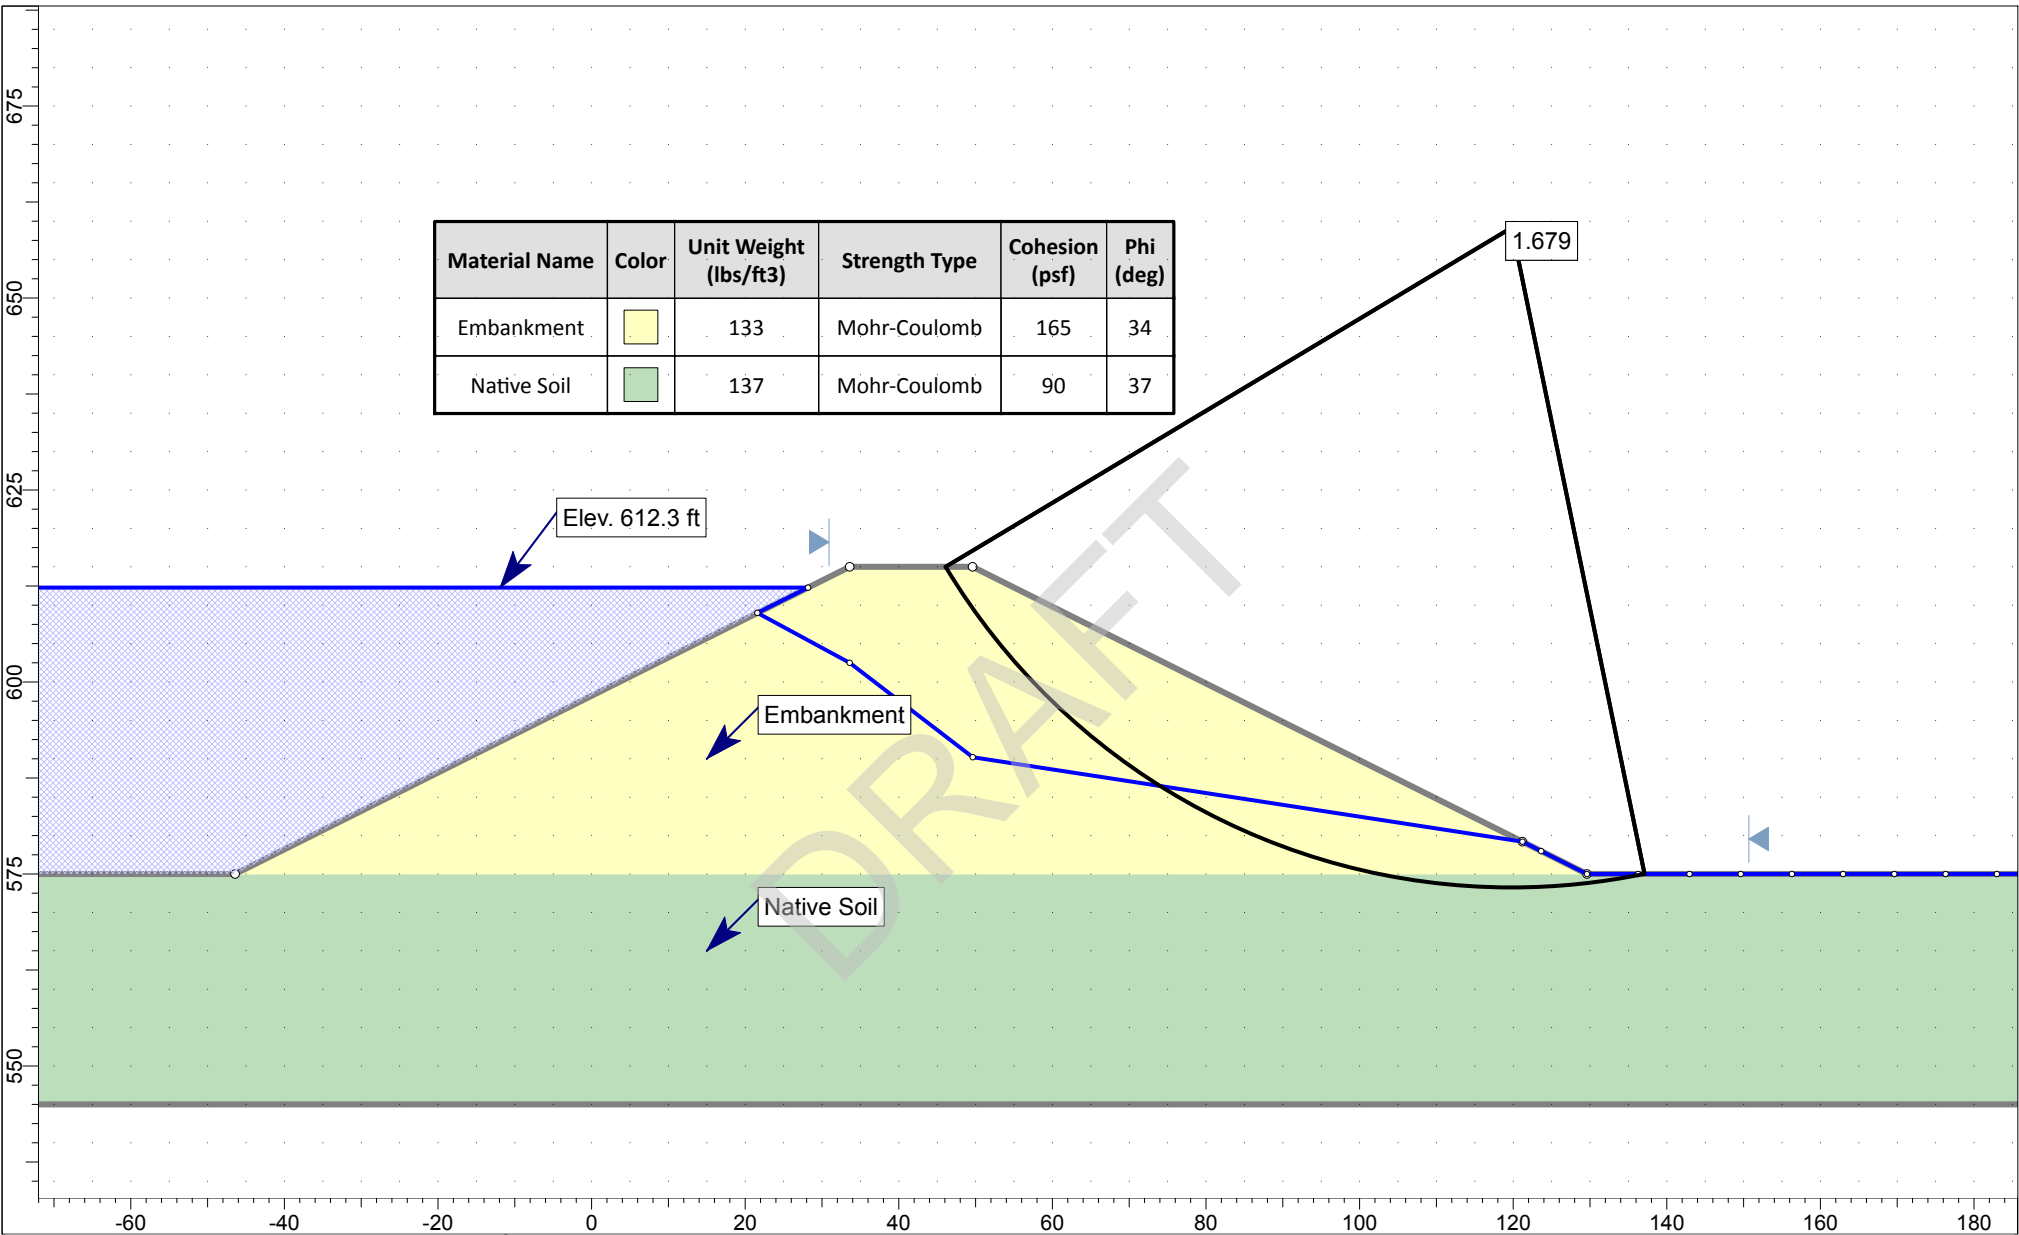 675
650
625
600
575
550
Material Name Color Unit Weight (lbs/ft3) Strength Type Cohesion (psf) Phi (deg)
Embankment 133 Mohr-Coulomb 165 34
Native Soil 137 Mohr-Coulomb 90 37
1.679
Elev. 612.3 ft
Embankment
Native Soil
DRAFT
-60 -40 -20 0 20 40 60 80 100 120 140 160 180